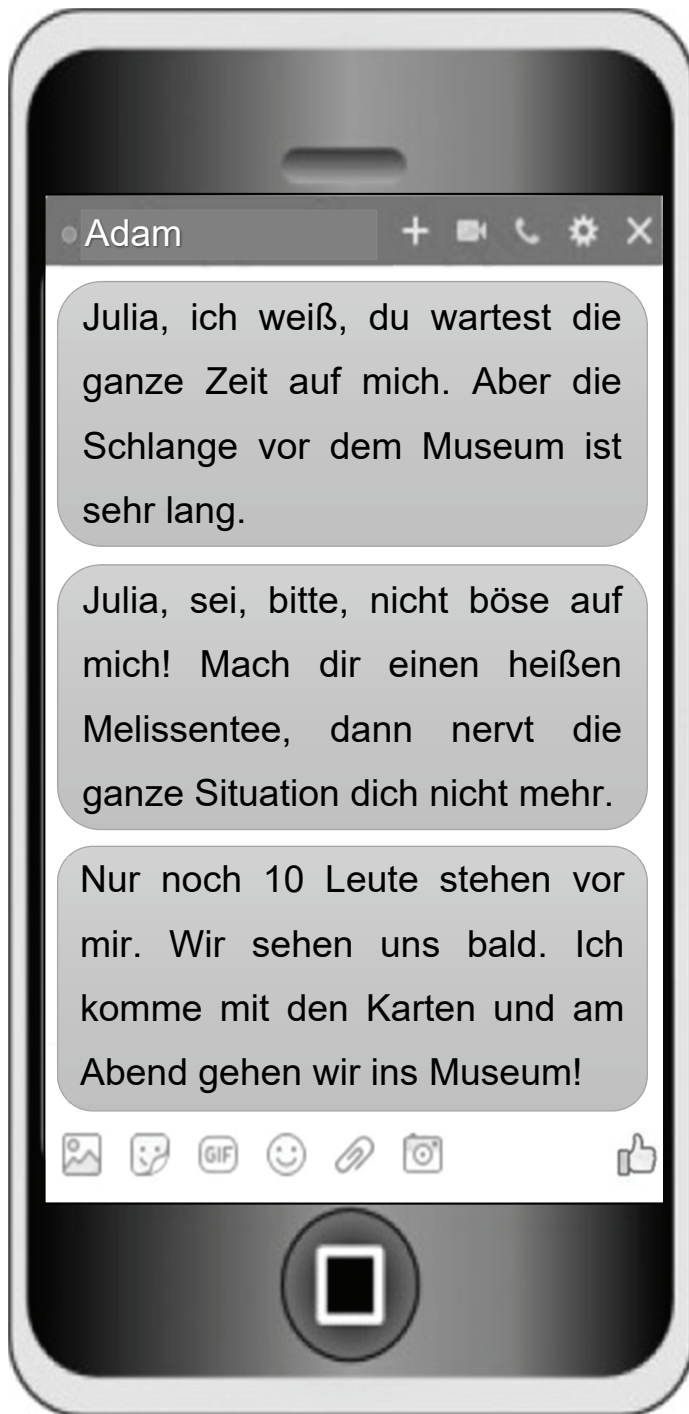 Adam
Julia, ich weiß, du wartest die
ganze Zeit auf mich. Aber die
Schlange vor dem Museum ist
sehr lang.
Julia, sei, bitte, nicht böse auf
mich! Mach dir einen heißen
Melissentee, dann nervt die
ganze Situation dich nicht mehr.
Nur noch 10 Leute stehen vor
mir. Wir sehen uns bald. Ich
komme mit den Karten und am
Abend gehen wir ins Museum!
GIF